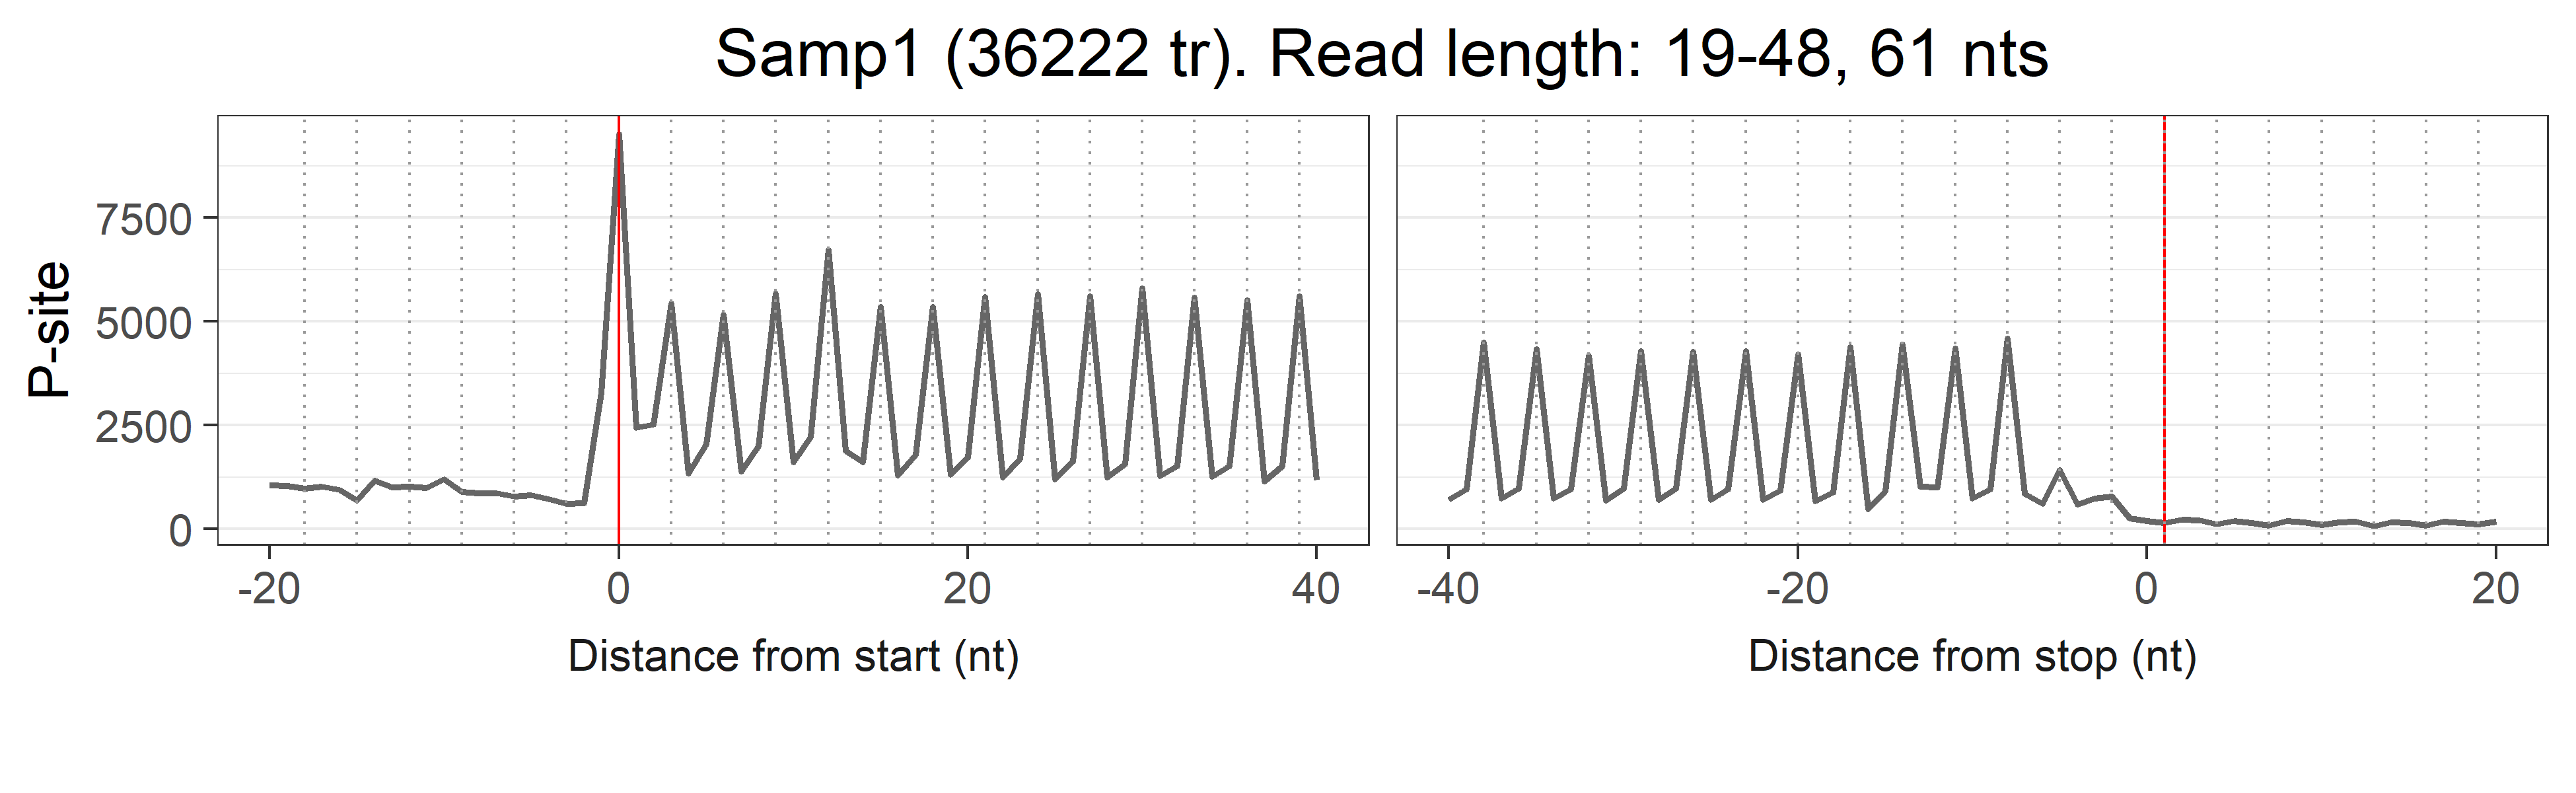 Samp1 (36222 tr). Read length: 19-48, 61 nts
P-site
7500
5000
2500
0
-20 0 20 40
-40 -20 0 20
Distance from start (nt)
Distance from stop (nt)